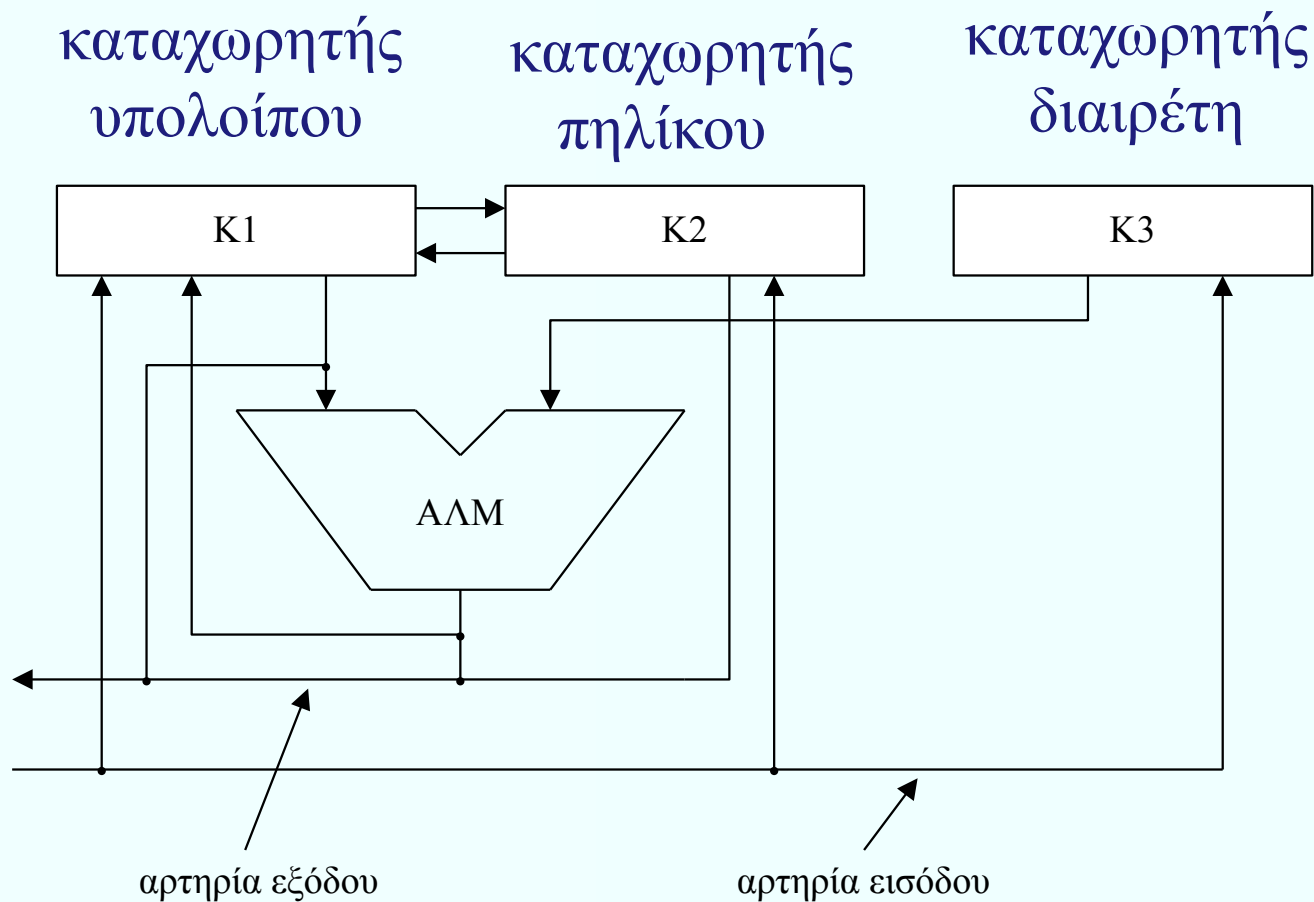 καταχωρητής
υπολοίπου
καταχωρητής
πηλίκου
καταχωρητής
διαιρέτη
Κ1
Κ2
Κ3
ΑΛΜ
αρτηρία εξόδου
αρτηρία εισόδου